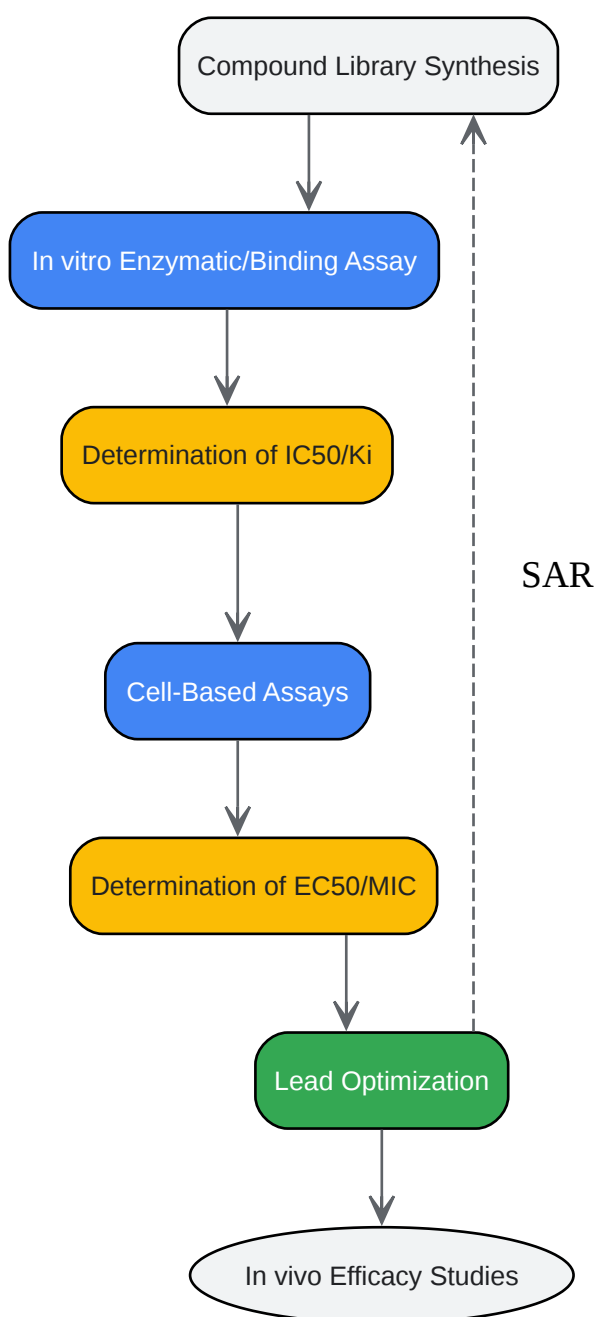 Compound Library Synthesis
In vitro Enzymatic/Binding Assay
Determination of IC50/Ki
SAR
Cell-Based Assays
Determination of EC50/MIC
Lead Optimization
In vivo Efficacy Studies